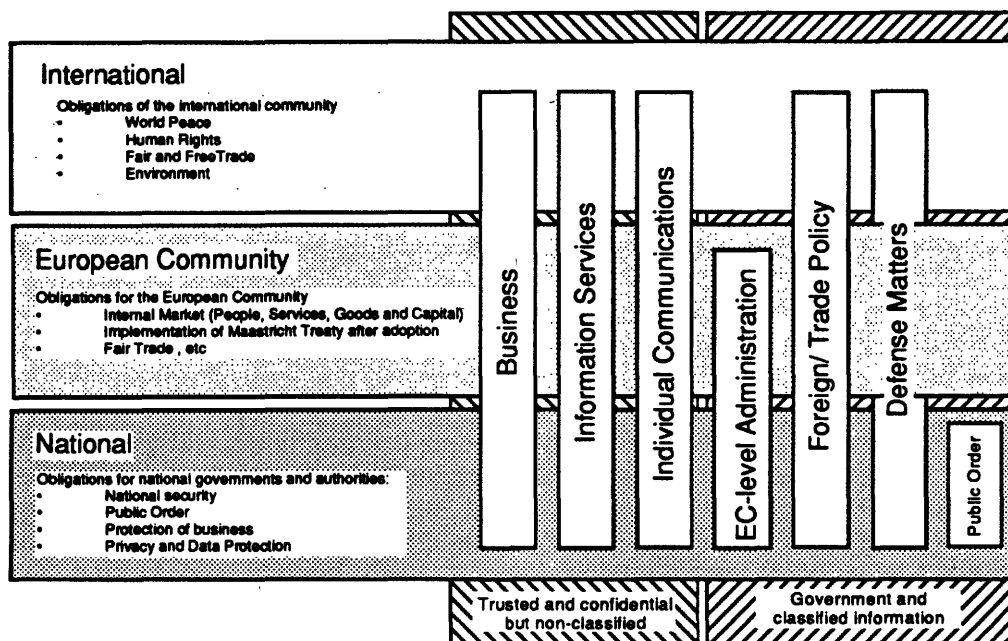 International
Obligations of the international community
• World Peace
• Human Rights
• Fair and FreeTrade
• Environment
European Community
Obligations for the European Community
• Internal Market (People, Services, Goods and Capital)
• Implementation of Maastricht Treaty after adoption
• Fair Trade , etc
National
Obligations for national governments and authorities:
• National security
• Public Order
• Protection of business
• Privacy and Data Protection
Business
Information Services
Individual Communications
EC-level Administration
Foreign/ Trade Policy
Defense Matters
Public Order
Trusted and confidential
but non-classified
Government and
classified information